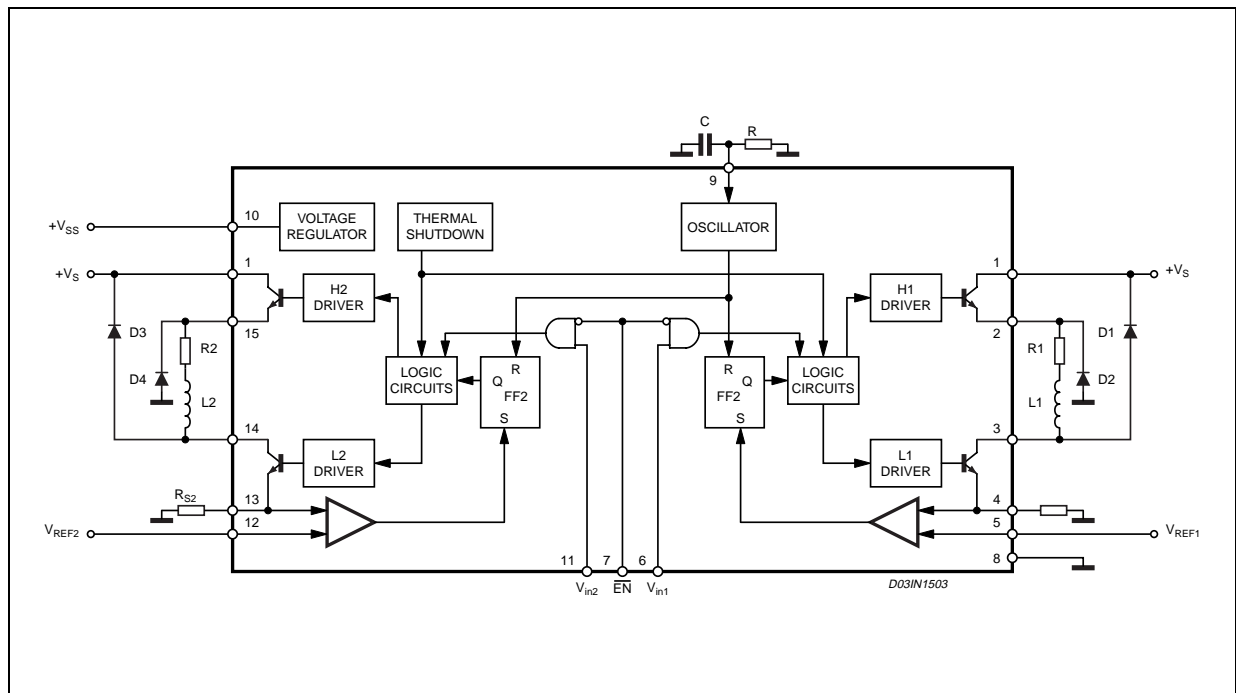 C
R
9
+VSS
10
VOLTAGE
REGULATOR
THERMAL
SHUTDOWN
OSCILLATOR
+VS
1
H2
DRIVER
H1
DRIVER
1
+VS
D3
15
R2
2
R1
D1
D4
LOGIC
CIRCUITS
R
Q
FF2
S
R
Q
FF2
S
LOGIC
CIRCUITS
D2
L2
L1
14
3
L2
DRIVER
L1
DRIVER
RS2
13
4
VREF2
12
5
VREF1
11
7
6
8
Vin2
EN
Vin1
D03IN1503